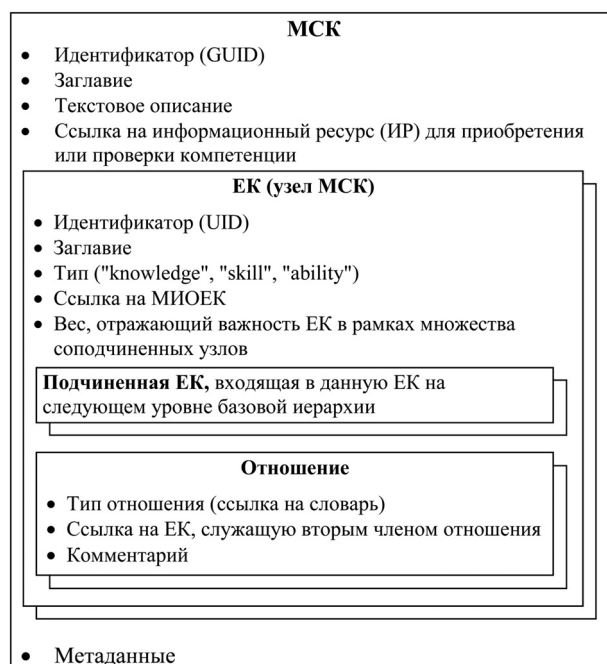 МСК
• Идентификатор (GUID)
• Заглавие
• Текстовое описание
• Ссылка на информационный ресурс (ИР) для приобретения
или проверки компетенции
ЕК (узел МСК)
• Идентификатор (UID)
• Заглавие
• Тип ("knowledge", "skill", "ability")
• Ссылка на МИОЕК
• Вес, отражающий важность ЕК в рамках множества
соподчиненных узлов
Подчиненная ЕК, входящая в данную ЕК на
следующем уровне базовой иерархии
Отношение
• Тип отношения (ссылка на словарь)
• Ссылка на ЕК, служащую вторым членом отношения
• Комментарий
• Метаданные